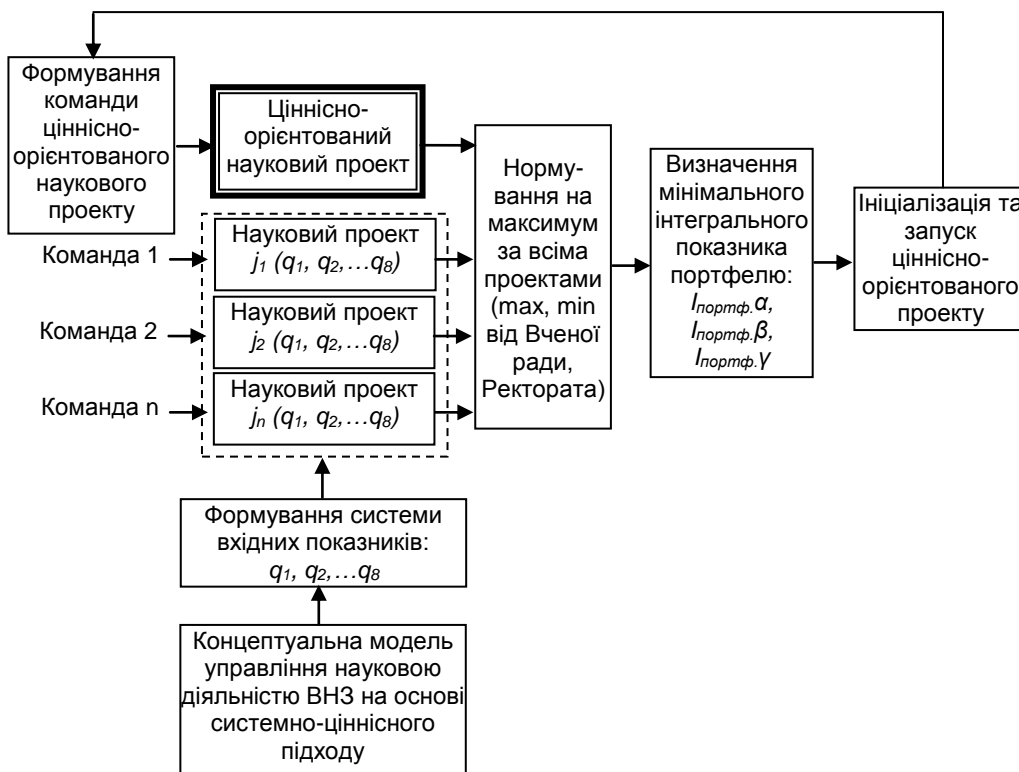 Формування
команди
ціннісно-
орієнтованого
наукового
проекту
Ціннісно-
орієнтований
науковий проект
Команда 1
Науковий проект
j1 (q1, q2,…q8)
Команда 2
Науковий проект
j2 (q1, q2,…q8)
Команда n
Науковий проект
jn (q1, q2,…q8)
Норму-
вання на
максимум
за всіма
проектами
(max, min
від Вченої
ради,
Ректората)
Визначення
мінімального
інтегрального
показника
портфелю:
Iпортф.α,
Iпортф.β,
Iпортф.γ
Ініціалізація та
запуск
ціннісно-
орієнтованого
проекту
Формування системи
вхідних показників:
q1, q2,…q8
Концептуальна модель
управління науковою
діяльністю ВНЗ на основі
системно-ціннісного
підходу